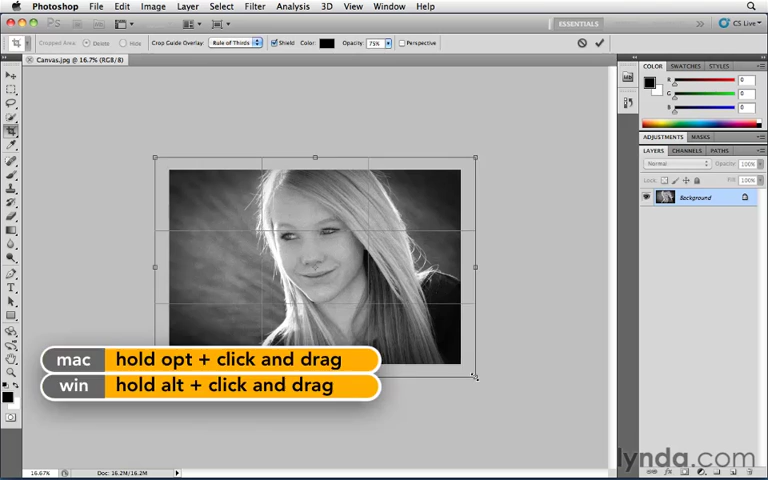 Photoshop File Edit Image Layer Select Filter Analysis 3D View Window Help
ESSENTIALS CS Live
Cropped Area: Delete Hide Crop Guide Overlay: Rule of Thirds Shield Color: Opacity: 75% Perspective
Canvas.jpg @ 16.7% (RGB/8)
COLOR SWATCHES STYLES
R 0
G 0
B 0
ADJUSTMENTS MASKS
LAYERS CHANNELS PATHS
Normal Opacity: 100%
Lock: Fill: 100%
Background
mac hold opt + click and drag
win hold alt + click and drag
lynda.com
16.67% Doc: 16.2M/16.2M